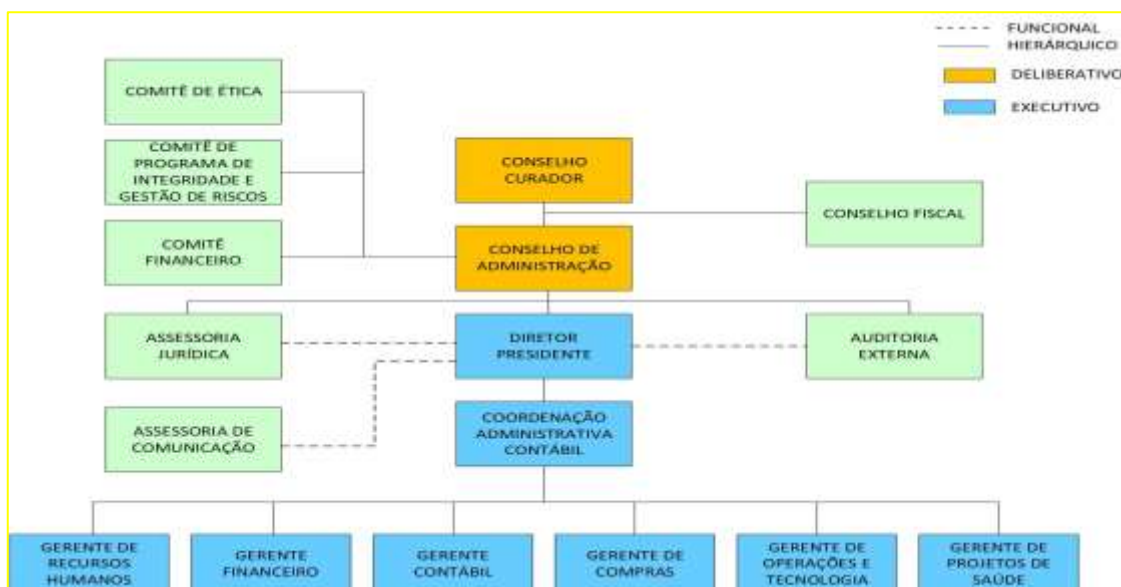 FUNCIONAL
HIERÁRQUICO
DELIBERATIVO
EXECUTIVO
COMITÊ DE ÉTICA
COMITÊ DE
PROGRAMA DE
INTEGRIDADE E
GESTÃO DE RISCOS
CONSELHO
CURADOR
CONSELHO FISCAL
COMITÊ
FINANCEIRO
CONSELHO DE
ADMINISTRAÇÃO
ASSESSORIA
JURÍDICA
DIRETOR
PRESIDENTE
AUDITORIA
EXTERNA
ASSESSORIA DE
COMUNICAÇÃO
COORDENAÇÃO
ADMINISTRATIVA
CONTÁBIL
GERENTE DE
RECURSOS
HUMANOS
GERENTE
FINANCEIRO
GERENTE
CONTÁBIL
GERENTE DE
COMPRAS
GERENTE DE
OPERAÇÕES E
TECNOLOGIA
GERENTE DE
PROJETOS DE
SAÚDE